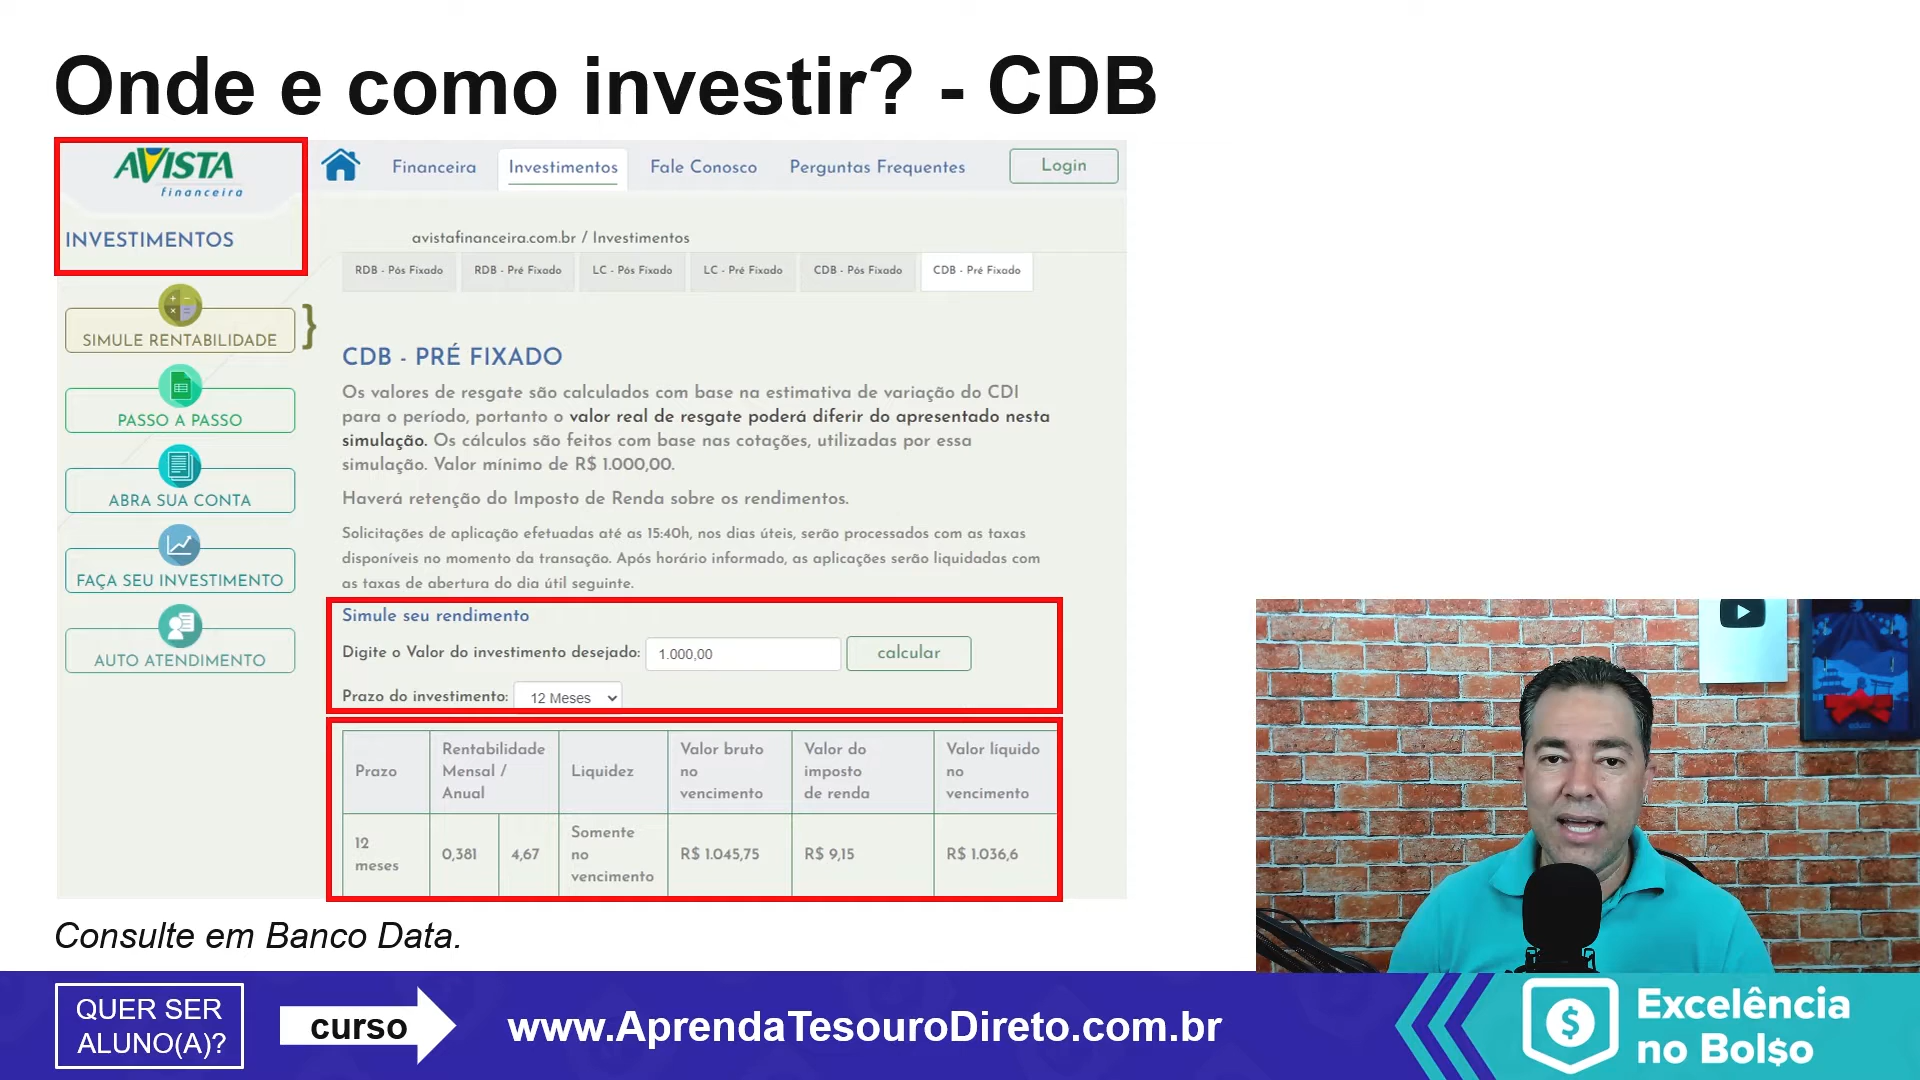 Onde e como investir? - CDB
AVISTA
financeira
INVESTIMENTOS
Financeira
Investimentos
Fale Conosco
Perguntas Frequentes
Login
avistafinanceira.com.br / Investimentos
RDB - Pós Fixado
RDB - Pré Fixado
LC - Pós Fixado
LC - Pré Fixado
CDB - Pós Fixado
CDB - Pré Fixado
SIMULE RENTABILIDADE
PASSO A PASSO
ABRA SUA CONTA
FAÇA SEU INVESTIMENTO
AUTO ATENDIMENTO
CDB - PRÉ FIXADO
Os valores de resgate são calculados com base na estimativa de variação do CDI
para o período, portanto o valor real de resgate poderá diferir do apresentado nesta
simulação. Os cálculos são feitos com base nas cotações, utilizadas por essa
simulação. Valor mínimo de R$ 1.000,00.
Haverá retenção do Imposto de Renda sobre os rendimentos.
Solicitações de aplicação efetuadas até as 15:40h, nos dias úteis, serão processados com as taxas
disponíveis no momento da transação. Após horário informado, as aplicações serão liquidadas com
as taxas de abertura do dia útil seguinte.
Simule seu rendimento
Digite o Valor do investimento desejado: 1.000,00 calcular
Prazo do investimento: 12 Meses
Prazo
Rentabilidade
Mensal /
Anual
Liquidez
Valor bruto
no
vencimento
Valor do
imposto
de renda
Valor líquido
no
vencimento
12
meses
0,381
4,67
Somente
no
vencimento
R$ 1.045,75
R$ 9,15
R$ 1.036,6
Consulte em Banco Data.
QUER SER
ALUNO(A)?
curso
www.AprendaTesouroDireto.com.br
Excelência
no Bol$o